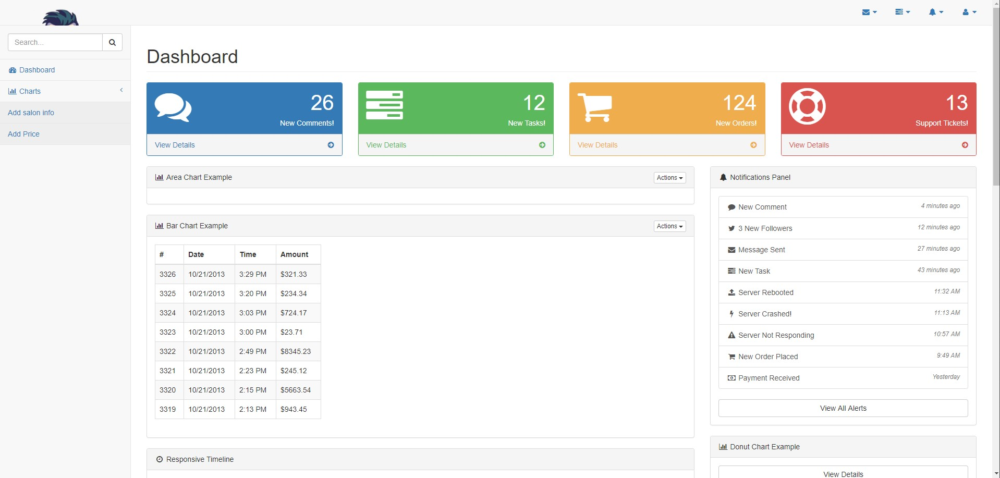 Search...
Dashboard
Charts
Add salon info
Add Price
Dashboard
26
New Comments!
View Details
12
New Tasks!
View Details
124
New Orders!
View Details
13
Support Tickets!
View Details
Area Chart Example
Actions
Bar Chart Example
Actions
# Date Time Amount
3326 10/21/2013 3:29 PM $321.33
3325 10/21/2013 3:20 PM $234.34
3324 10/21/2013 3:03 PM $724.17
3323 10/21/2013 3:00 PM $23.71
3322 10/21/2013 2:49 PM $8345.23
3321 10/21/2013 2:23 PM $245.12
3320 10/21/2013 2:15 PM $5663.54
3319 10/21/2013 2:13 PM $943.45
Responsive Timeline
Notifications Panel
New Comment 4 minutes ago
3 New Followers 12 minutes ago
Message Sent 27 minutes ago
New Task 43 minutes ago
Server Rebooted 11:32 AM
Server Crashed! 11:13 AM
Server Not Responding 10:57 AM
New Order Placed 9:49 AM
Payment Received Yesterday
View All Alerts
Donut Chart Example
View Details